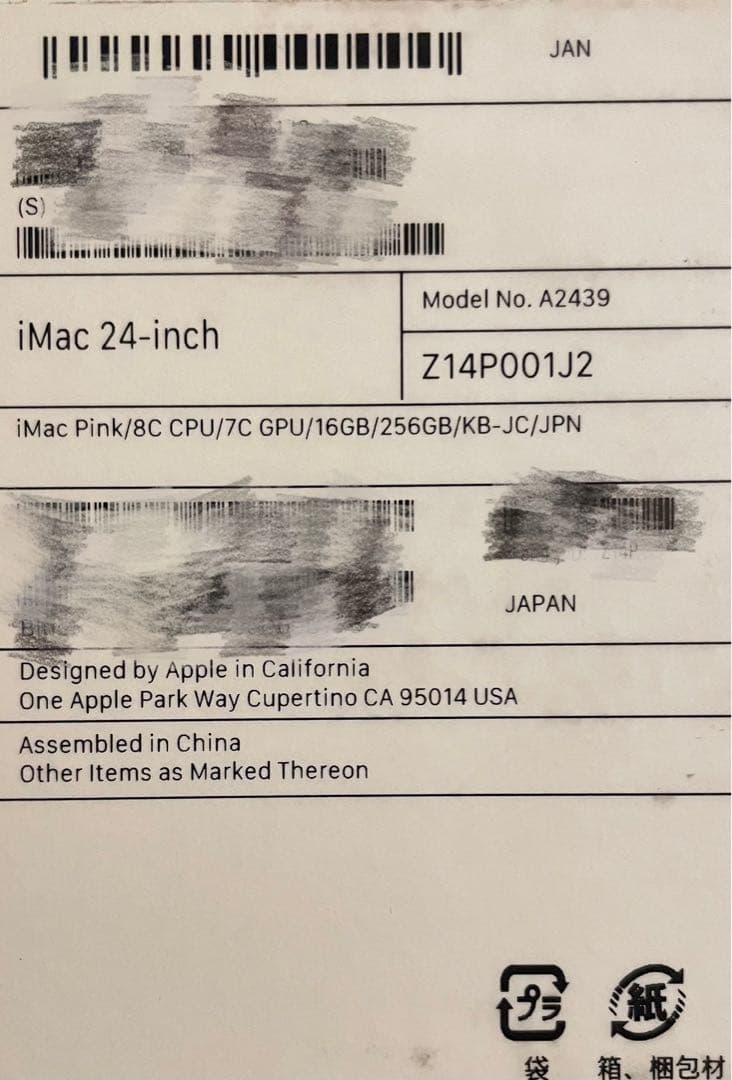 JAN
(S)
iMac 24-inch
Model No. A2439
Z14P001J2
iMac Pink/8C CPU/7C GPU/16GB/256GB/KB-JC/JPN
JAPAN
Designed by Apple in California
One Apple Park Way Cupertino CA 95014 USA
Assembled in China
Other Items as Marked Thereon
プラ 紙
袋 箱、梱包材